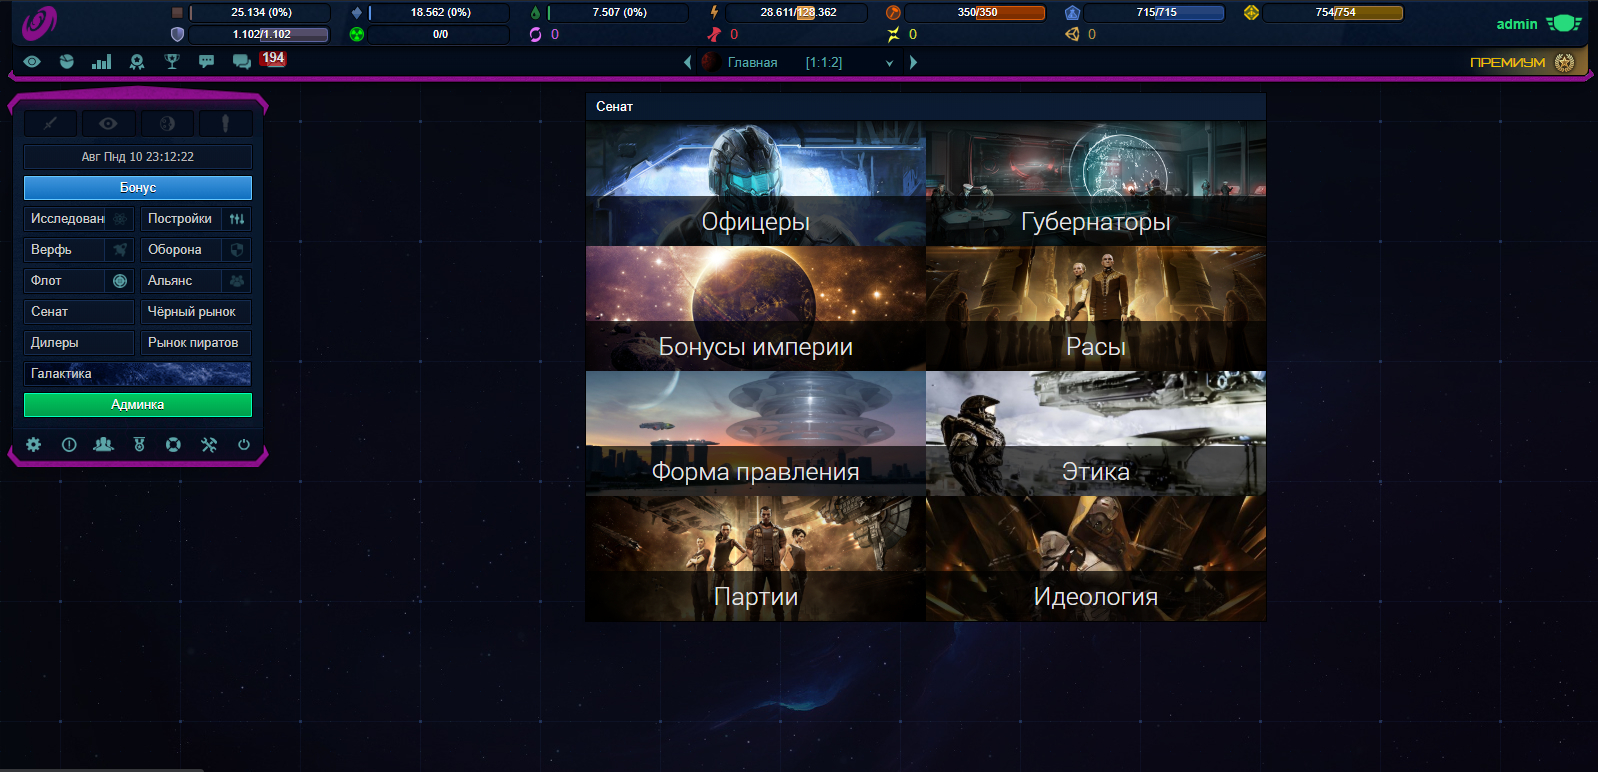 25.134 (0%) 18.562 (0%) 7.507 (0%) 28.611/128.362 350/350 715/715 754/754
1.102/1.102 0/0 0 0 0 0
admin
194
Главная [1:1:2]
ПРЕМИУМ
Авг Пнд 10 23:12:22
Бонус
Исследован Постройки
Верфь Оборона
Флот Альянс
Сенат Чёрный рынок
Дилеры Рынок пиратов
Галактика
Админка
Сенат
Офицеры Губернаторы
Бонусы империи Расы
Форма правления Этика
Партии Идеология